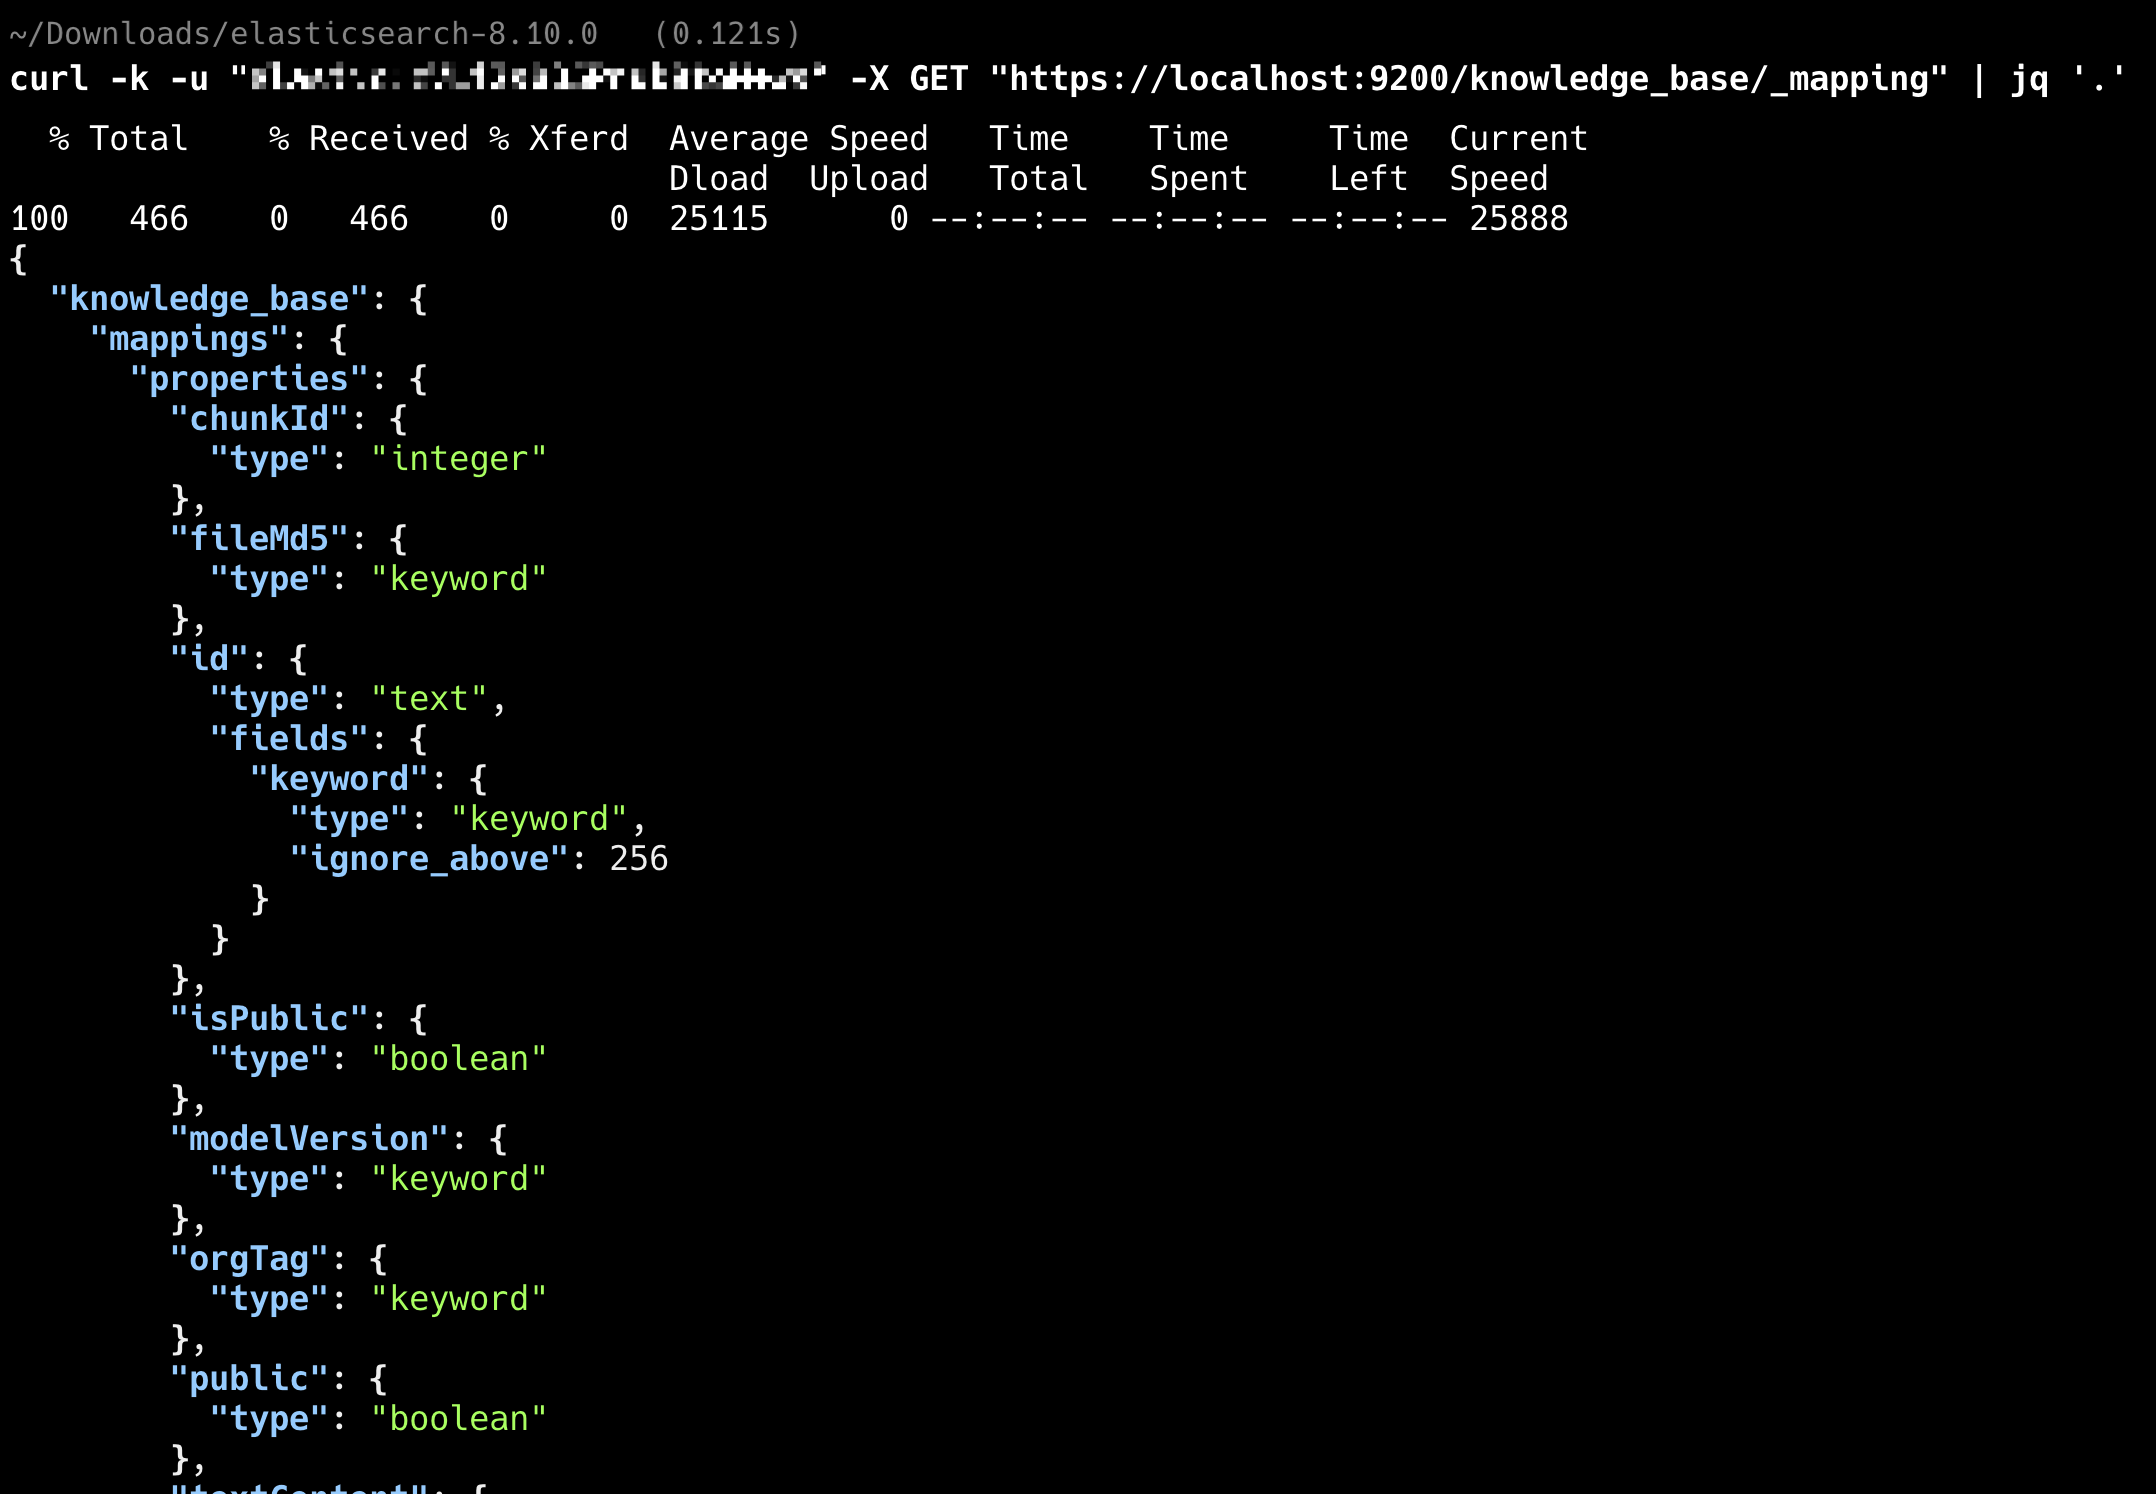 ~/Downloads/elasticsearch-8.10.0   (0.121s)
curl -k -u "" -X GET "https://localhost:9200/knowledge_base/_mapping" | jq '.'
  % Total    % Received % Xferd  Average Speed   Time    Time     Time  Current
                                 Dload  Upload   Total   Spent    Left  Speed
100   466    0   466    0     0  25115      0 --:--:-- --:--:-- --:--:-- 25888
{
  "knowledge_base": {
    "mappings": {
      "properties": {
        "chunkId": {
          "type": "integer"
        },
        "fileMd5": {
          "type": "keyword"
        },
        "id": {
          "type": "text",
          "fields": {
            "keyword": {
              "type": "keyword",
              "ignore_above": 256
            }
          }
        },
        "isPublic": {
          "type": "boolean"
        },
        "modelVersion": {
          "type": "keyword"
        },
        "orgTag": {
          "type": "keyword"
        },
        "public": {
          "type": "boolean"
        },
        "textContent": {